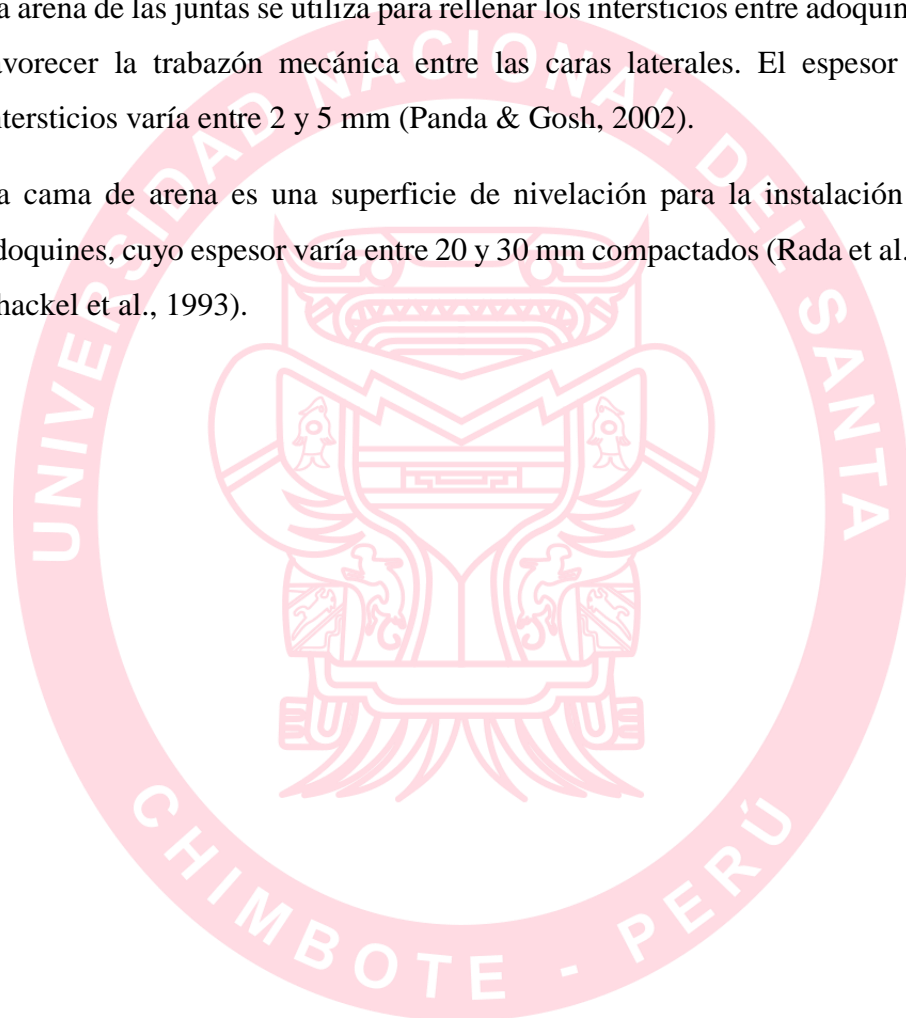 a arena de las juntas se utiliza para rellenar los intersticios entre adoquin
vorecer la trabazón mecánica entre las caras laterales. El espesor
ntersticios varía entre 2 y 5 mm (Panda & Gosh, 2002).
a cama de arena es una superficie de nivelación para la instalación
doquines, cuyo espesor varía entre 20 y 30 mm compactados (Rada et al.
hackel et al., 1993).
UNIVERSIDAD NACIONAL DEL SANTA
CHIMBOTE - PERÚ